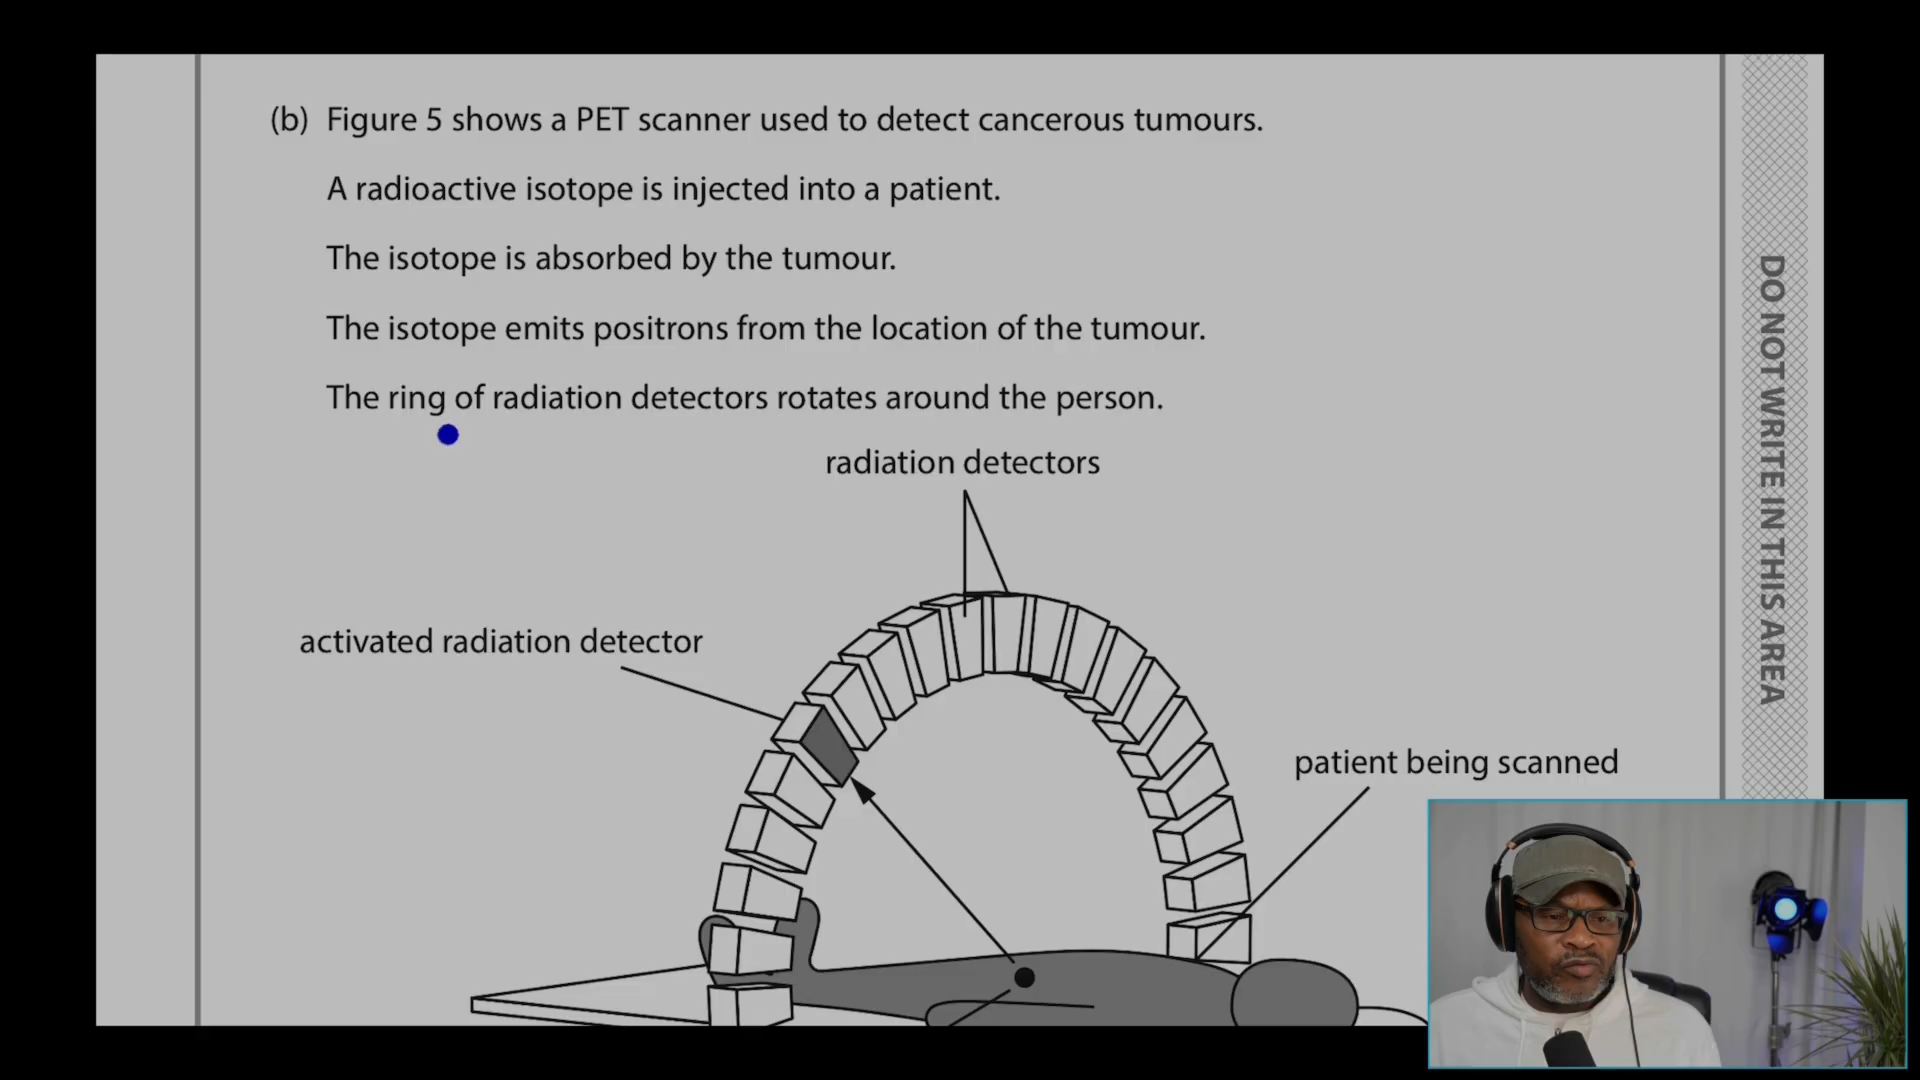 (b) Figure 5 shows a PET scanner used to detect cancerous tumours.
A radioactive isotope is injected into a patient.
The isotope is absorbed by the tumour.
The isotope emits positrons from the location of the tumour.
The ring of radiation detectors rotates around the person.
radiation detectors
activated radiation detector
patient being scanned
DO NOT WRITE IN THIS AREA